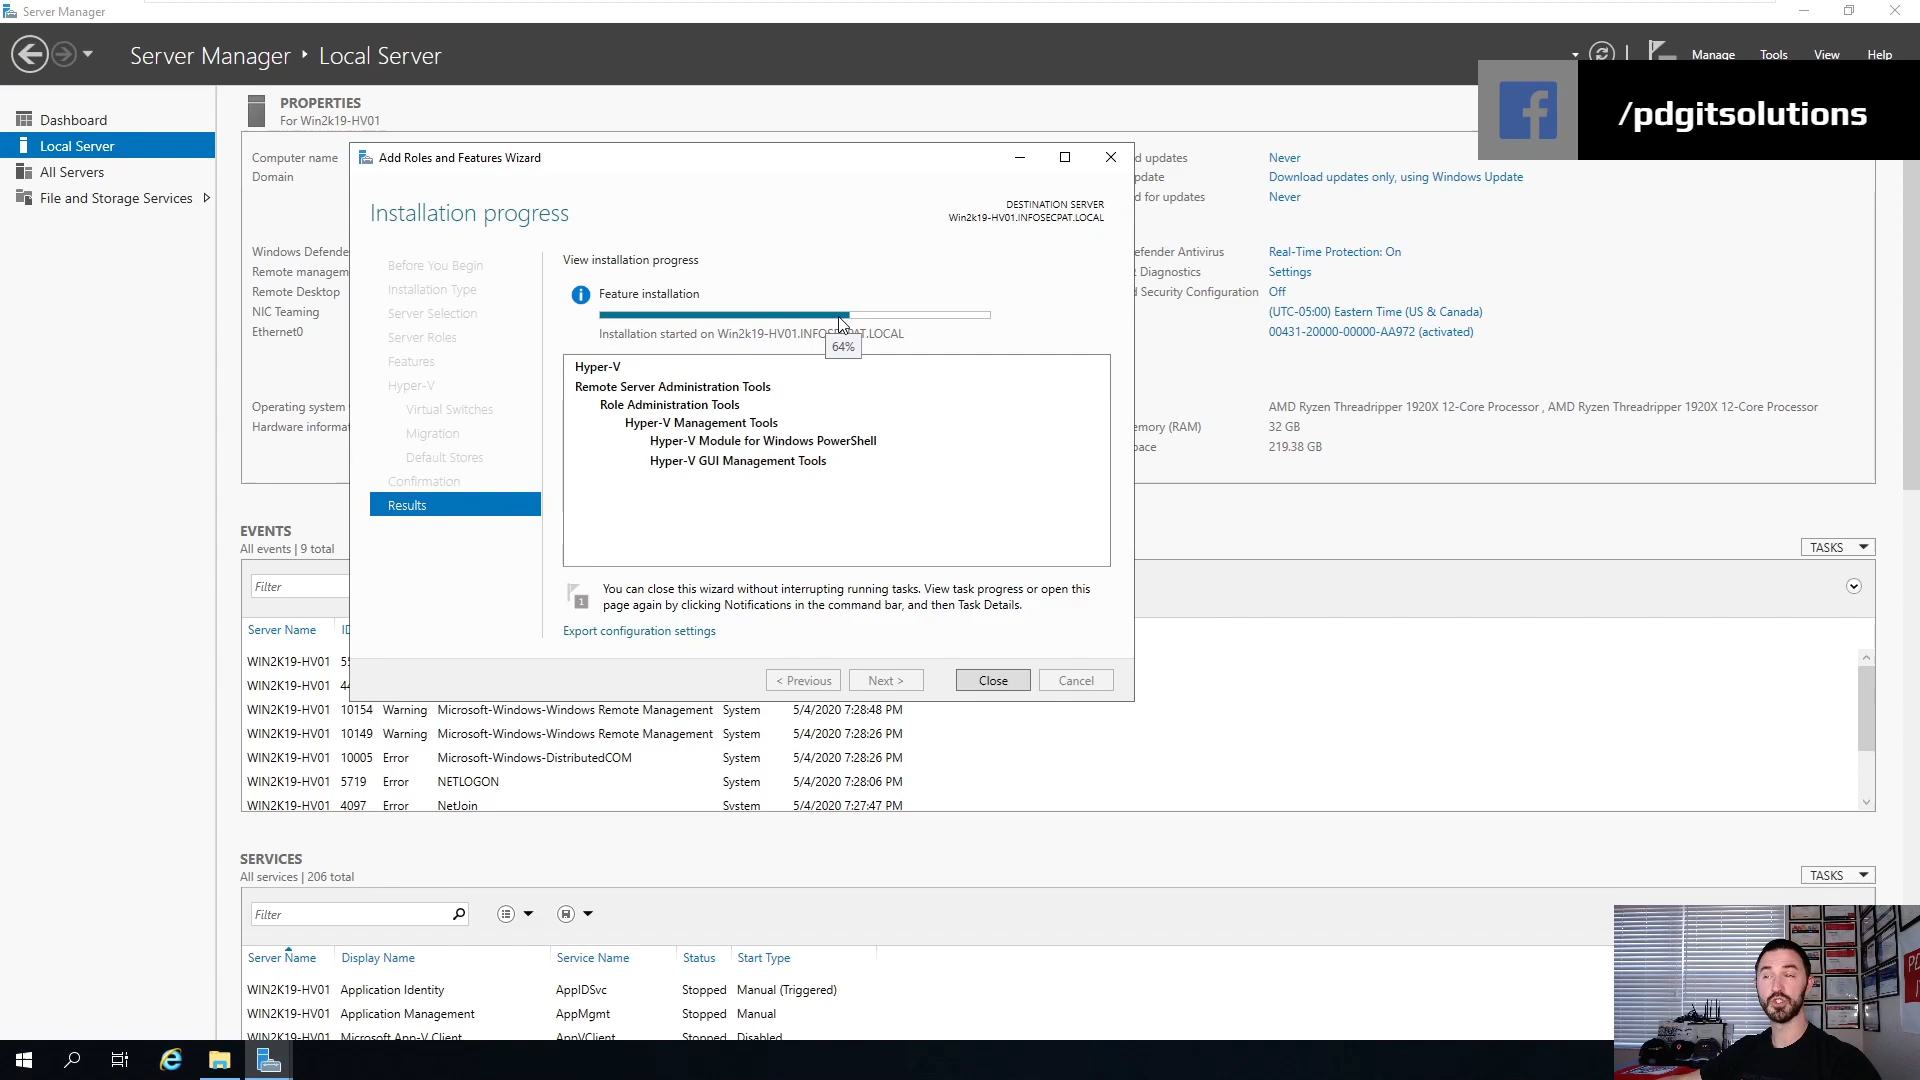 Server Manager
Server Manager
Local Server
Manage
Tools
View
Help
/pdgitsolutions
Dashboard
Local Server
All Servers
File and Storage Services
PROPERTIES
For Win2k19-HV01
Computer name
Domain
Windows Defende
Remote managem
Remote Desktop
NIC Teaming
Ethernet0
Operating system
Hardware informat
d updates
Never
pdate
Download updates only, using Windows Update
d for updates
Never
efender Antivirus
Real-Time Protection: On
Diagnostics
Settings
d Security Configuration
Off
(UTC-05:00) Eastern Time (US & Canada)
00431-20000-00000-AA972 (activated)
AMD Ryzen Threadripper 1920X 12-Core Processor , AMD Ryzen Threadripper 1920X 12-Core Processor
emory (RAM)
32 GB
pace
219.38 GB
Add Roles and Features Wizard
Installation progress
DESTINATION SERVER
Win2k19-HV01.INFOSECPAT.LOCAL
Before You Begin
Installation Type
Server Selection
Server Roles
Features
Hyper-V
Virtual Switches
Migration
Default Stores
Confirmation
Results
View installation progress
Feature installation
Installation started on Win2k19-HV01.INFOSECPAT.LOCAL
64%
Hyper-V
Remote Server Administration Tools
Role Administration Tools
Hyper-V Management Tools
Hyper-V Module for Windows PowerShell
Hyper-V GUI Management Tools
1
You can close this wizard without interrupting running tasks. View task progress or open this
page again by clicking Notifications in the command bar, and then Task Details.
Export configuration settings
< Previous
Next >
Close
Cancel
EVENTS
All events | 9 total
TASKS
Filter
Server Name
ID
WIN2K19-HV01 55
WIN2K19-HV01 44
WIN2K19-HV01 10154 Warning Microsoft-Windows-Windows Remote Management System 5/4/2020 7:28:48 PM
WIN2K19-HV01 10149 Warning Microsoft-Windows-Windows Remote Management System 5/4/2020 7:28:26 PM
WIN2K19-HV01 10005 Error Microsoft-Windows-DistributedCOM System 5/4/2020 7:28:26 PM
WIN2K19-HV01 5719 Error NETLOGON System 5/4/2020 7:28:06 PM
WIN2K19-HV01 4097 Error NetJoin System 5/4/2020 7:27:47 PM
SERVICES
All services | 206 total
TASKS
Filter
Server Name Display Name Service Name Status Start Type
WIN2K19-HV01 Application Identity AppIDSvc Stopped Manual (Triggered)
WIN2K19-HV01 Application Management AppMgmt Stopped Manual
WIN2K19-HV01 Microsoft App-V Client AppVClient Stopped Disabled